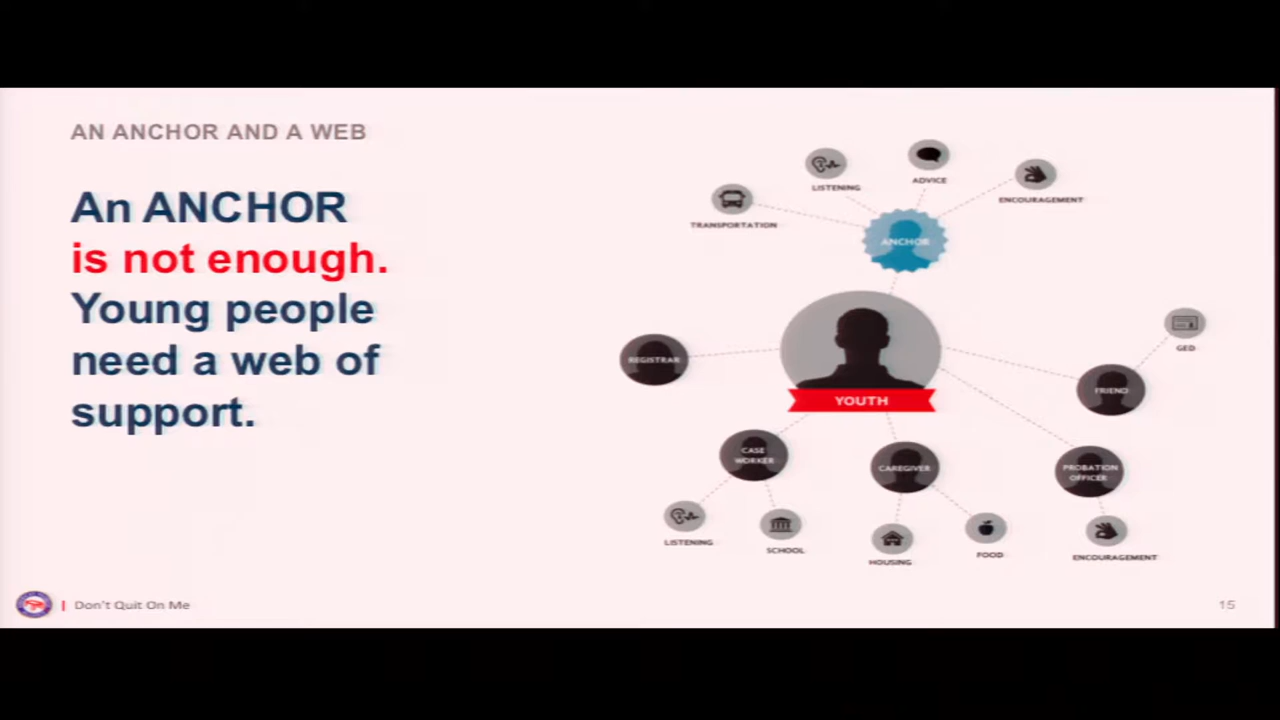 AN ANCHOR AND A WEB
An ANCHOR
is not enough.
Young people
need a web of
support.
ADVICE
LISTENING
ENCOURAGEMENT
TRANSPORTATION
ANCHOR
GED
REGISTRAR
FRIEND
YOUTH
CASE
WORKER
CAREGIVER
PROBATION
OFFICER
LISTENING
SCHOOL
HOUSING
FOOD
ENCOURAGEMENT
Don't Quit On Me
15